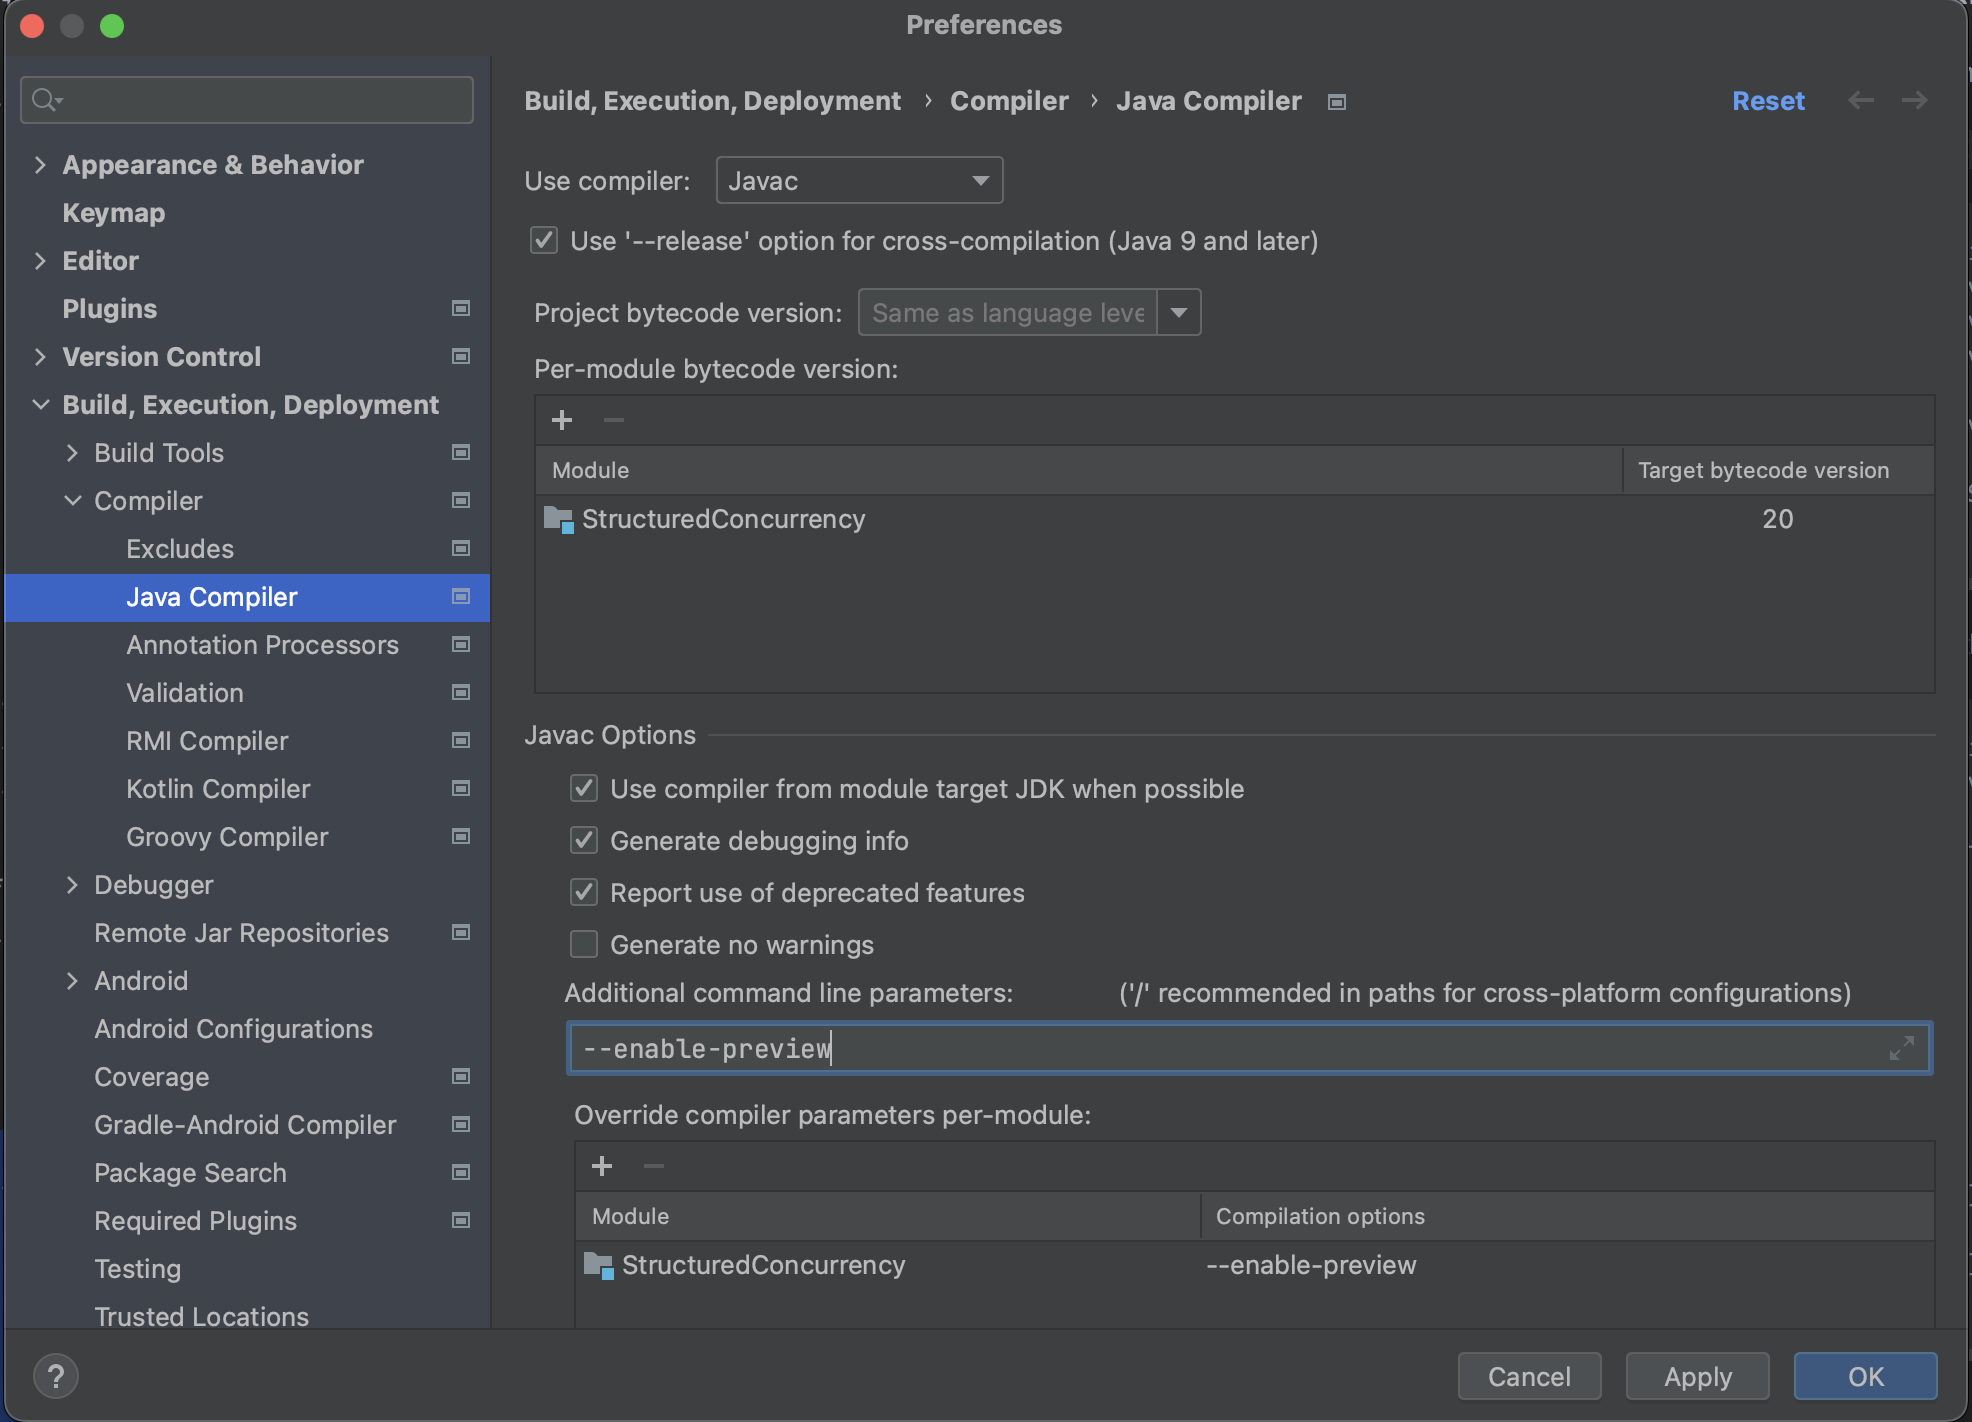 Preferences
Appearance & Behavior
Keymap
Editor
Plugins
Version Control
Build, Execution, Deployment
Build Tools
Compiler
Excludes
Java Compiler
Annotation Processors
Validation
RMI Compiler
Kotlin Compiler
Groovy Compiler
Debugger
Remote Jar Repositories
Android
Android Configurations
Coverage
Gradle-Android Compiler
Package Search
Required Plugins
Testing
Trusted Locations
Build, Execution, Deployment › Compiler › Java Compiler
Reset
Use compiler: Javac
Use '--release' option for cross-compilation (Java 9 and later)
Project bytecode version: Same as language leve
Per-module bytecode version:
Module Target bytecode version
StructuredConcurrency 20
Javac Options
Use compiler from module target JDK when possible
Generate debugging info
Report use of deprecated features
Generate no warnings
Additional command line parameters: ('/' recommended in paths for cross-platform configurations)
--enable-preview
Override compiler parameters per-module:
Module Compilation options
StructuredConcurrency --enable-preview
? Cancel Apply OK